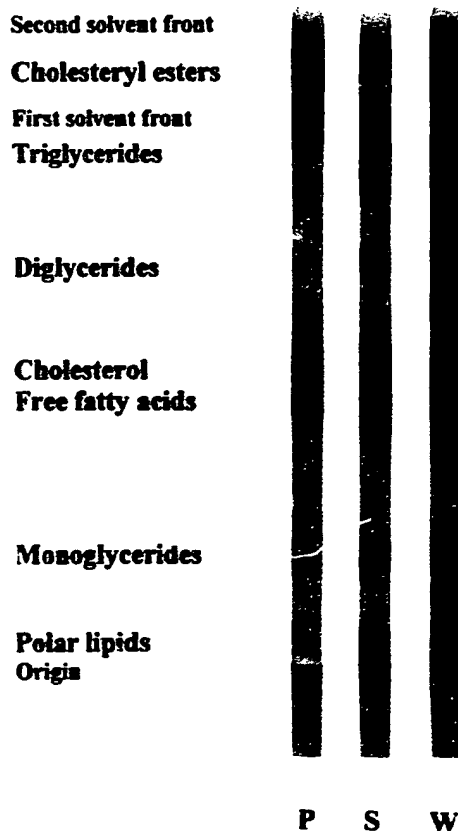 Second solvent front
Cholesteryl esters
First solvent front
Triglycerides
Diglycerides
Cholesterol
Free fatty acids
Monoglycerides
Polar lipids
Origin
P S W